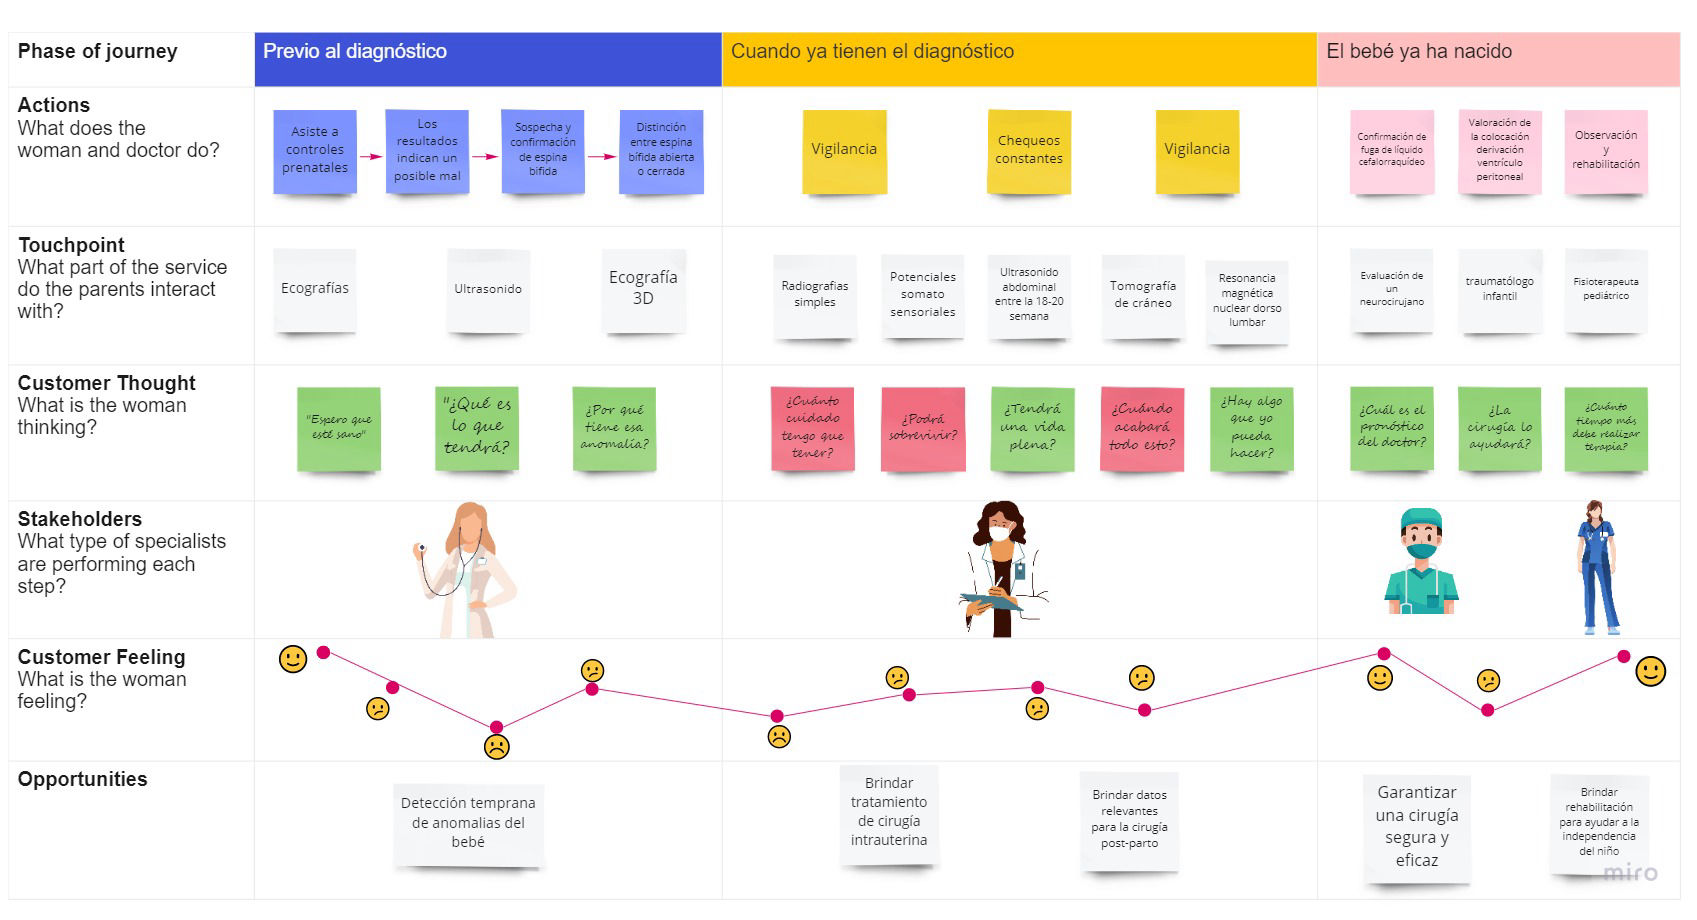 Phase of journey
Previo al diagnóstico
Cuando ya tienen el diagnóstico
El bebé ya ha nacido
Actions
What does the
woman and doctor do?
Asiste a
controles
prenatales
Los
resultados
indican un
posible mal
Sospecha y
confirmación
de espina
bífida
Distinción
entre espina
bífida abierta
o cerrada
Vigilancia
Chequeos
constantes
Vigilancia
Confirmación de
fuga de líquido
cefalorraquídeo
Valoración de
la colocación
derivación
ventrículo
peritoneal
Observación
y
rehabilitación
Touchpoint
What part of the service
do the parents interact
with?
Ecografías
Ultrasonido
Ecografía
3D
Radiografias
simples
Potenciales
somato
sensoriales
Ultrasonido
abdominal
entre la 18-20
semana
Tomografía
de cráneo
Resonancia
magnética
nuclear dorso
lumbar
Evaluación de
un
neurocirujano
traumatólogo
infantil
Fisioterapeuta
pediátrico
Customer Thought
What is the woman
thinking?
"Espero que
esté sano"
"¿Qué es
lo que
tendrá?
¿Por qué
tiene esa
anomalía?
¿Cuánto
cuidado
tengo que
tener?
¿Podrá
sobrevivir?
¿Tendrá
una vida
plena?
¿Cuándo
acabará
todo esto?
¿Hay algo
que yo
pueda
hacer?
¿Cuál es el
pronóstico
del doctor?
¿La
cirugía lo
ayudará?
¿Cuánto
tiempo más
debe realizar
terapia?
Stakeholders
What type of specialists
are performing each
step?
Customer Feeling
What is the woman
feeling?
Opportunities
Detección temprana
de anomalias del
bebé
Brindar
tratamiento
de cirugía
intrauterina
Brindar datos
relevantes
para la cirugía
post-parto
Garantizar
una cirugía
segura y
eficaz
Brindar
rehabilitación
para ayudar a la
independencia
del niño
miro